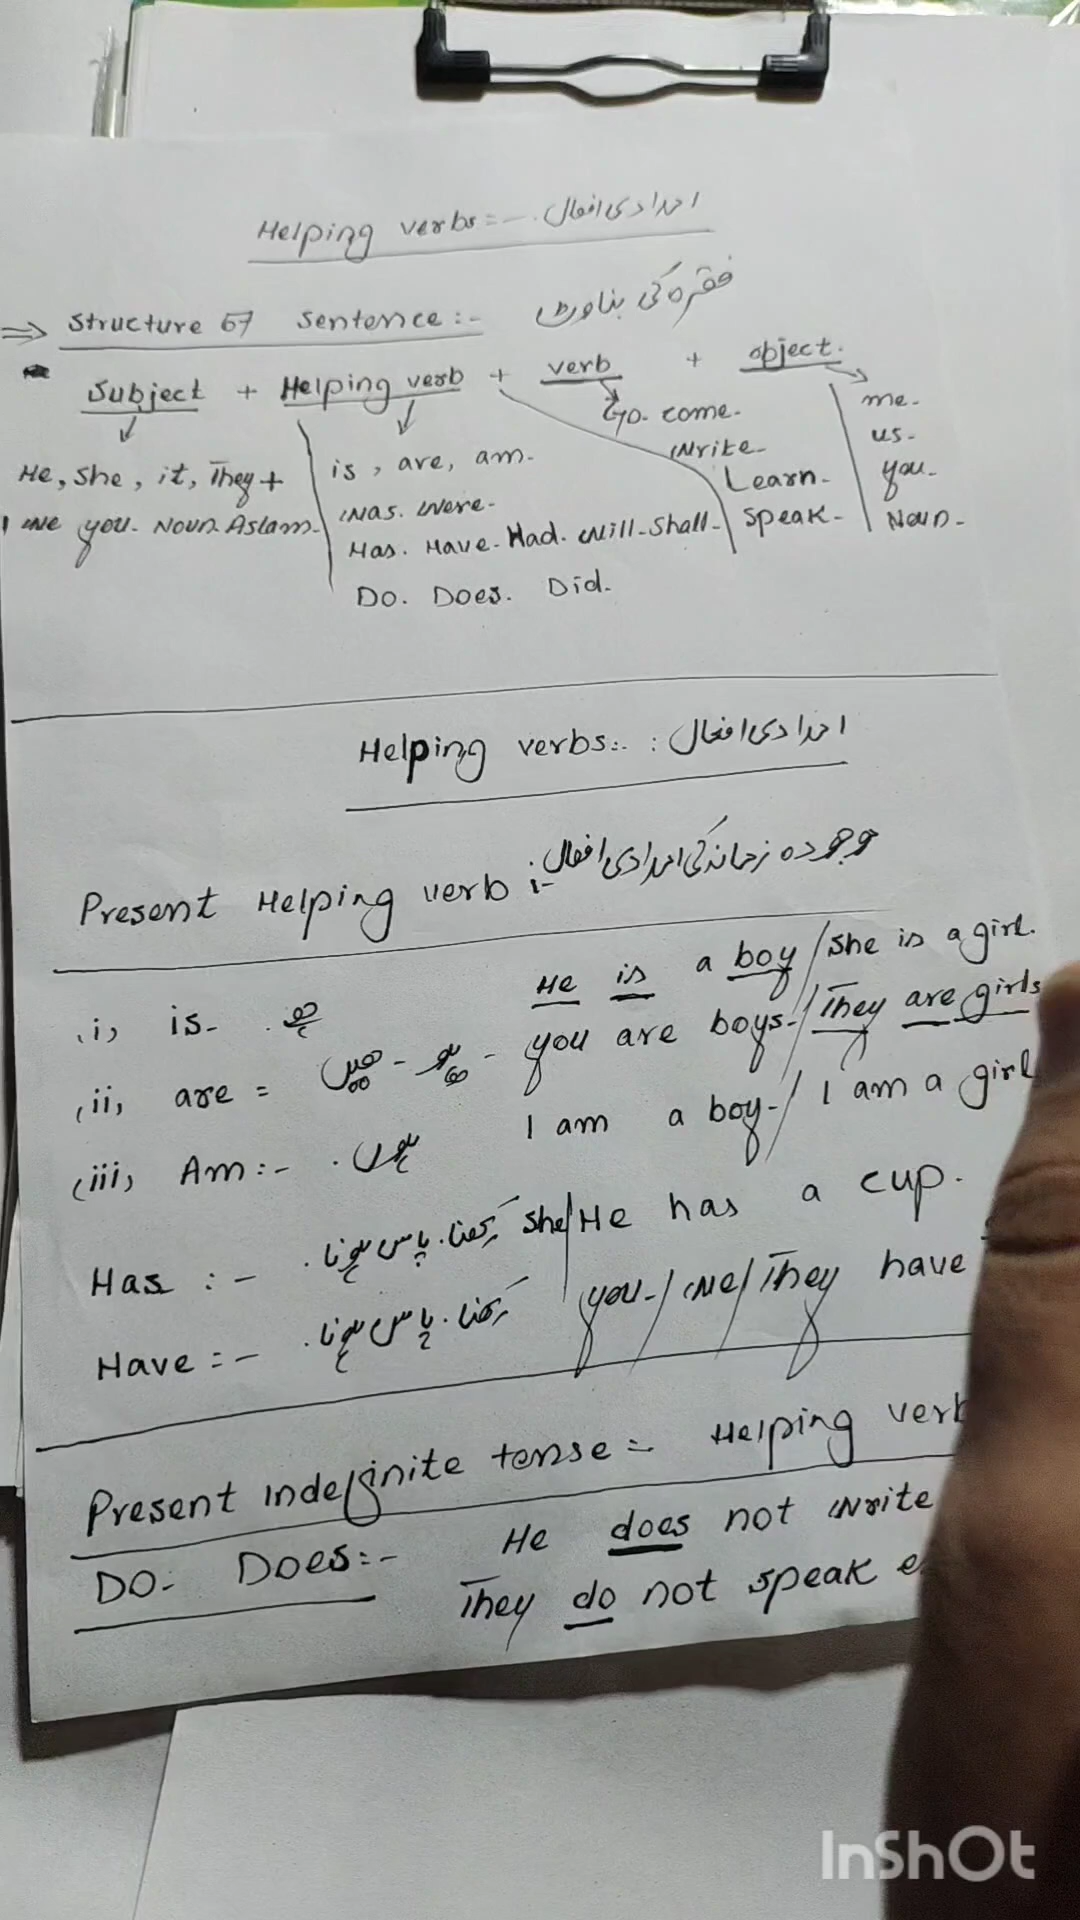 Helping verbs:- امدادی افعال
⇒ Structure of Sentence:- فقرہ کی بناوٹ
Subject + Helping verb + verb + object.
He, She, it, They + is, are, am. Go. come. me.
I we you. Noun. Aslam. Was. Were. Write. us.
Has. Have. Had. Will. Shall. Learn. you.
Do. Does. Did. Speak. Noun.
Helping verbs:. : امدادی افعال
Present Helping verb :- موجودہ زمانہ کی امدادی افعال
(i) is- ہے. He is a boy / She is a girl.
(ii) are = ہو - ہیں - you are boys- / They are girls
(iii) Am:- ہوں. I am a boy- / I am a girl
Has :- رکھنا. پاس ہونا. She/He has a cup.
Have :- رکھنا. پاس ہونا. you-/We/They have
Present indefinite tense = Helping verb
DO. Does:- He does not write
They do not speak
InShOt